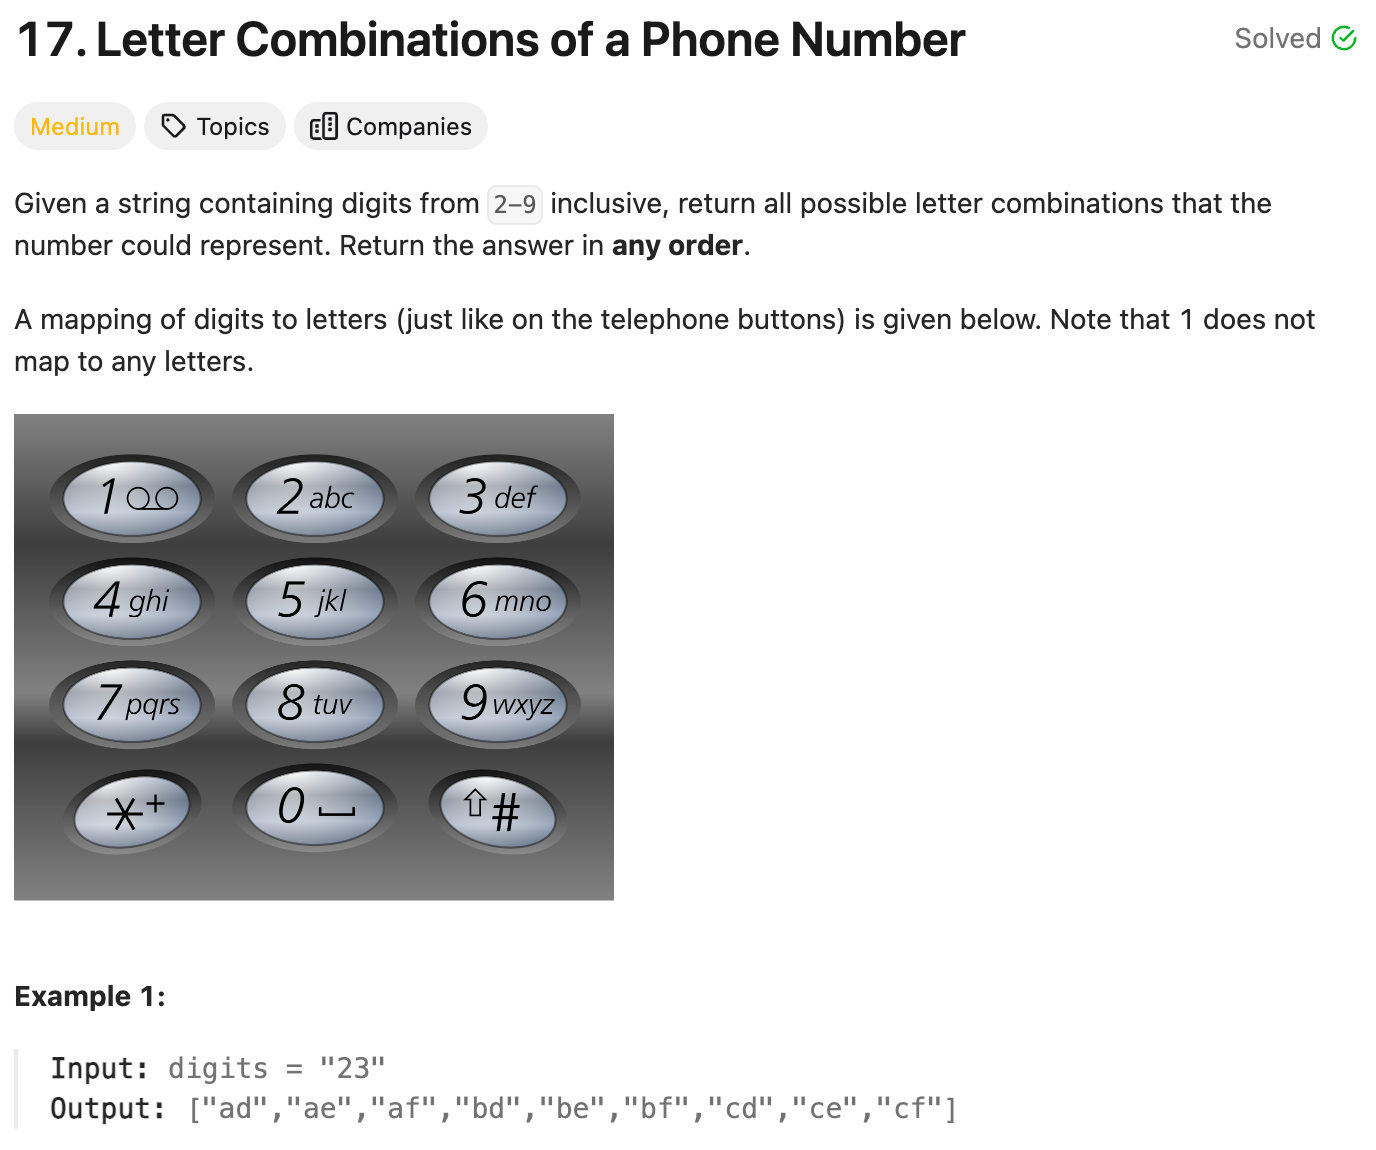 17. Letter Combinations of a Phone Number
Solved
Medium Topics Companies
Given a string containing digits from 2-9 inclusive, return all possible letter combinations that the
number could represent. Return the answer in any order.
A mapping of digits to letters (just like on the telephone buttons) is given below. Note that 1 does not
map to any letters.
1 2 abc 3 def
4 ghi 5 jkl 6 mno
7 pqrs 8 tuv 9 wxyz
*+ 0 ⇧#
Example 1:
Input: digits = "23"
Output: ["ad","ae","af","bd","be","bf","cd","ce","cf"]